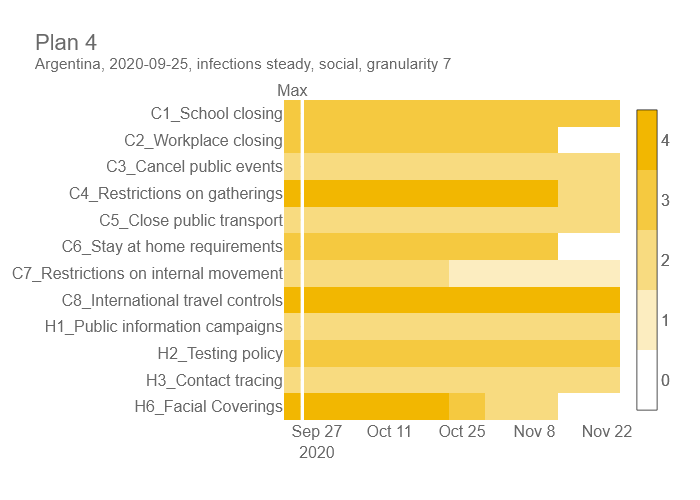 Plan 4
Argentina, 2020-09-25, infections steady, social, granularity 7
Max
C1_School closing
C2_Workplace closing
C3_Cancel public events
C4_Restrictions on gatherings
C5_Close public transport
C6_Stay at home requirements
C7_Restrictions on internal movement
C8_International travel controls
H1_Public information campaigns
H2_Testing policy
H3_Contact tracing
H6_Facial Coverings
Sep 27 Oct 11 Oct 25 Nov 8 Nov 22
2020
4
3
2
1
0